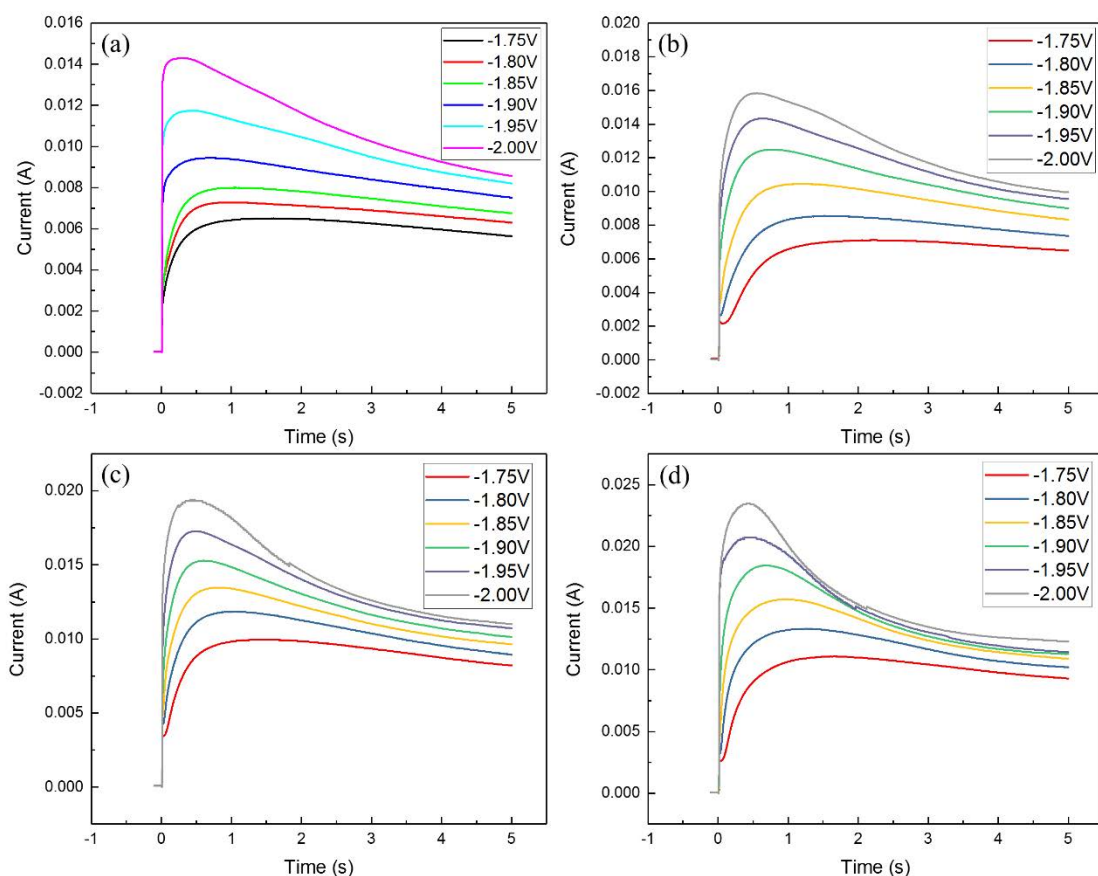 (a)
0.016
0.014
0.012
0.010
0.008
0.006
0.004
0.002
0.000
-0.002
Current (A)
-1.75V
-1.80V
-1.85V
-1.90V
-1.95V
-2.00V
-1
0
1
2
3
4
5
Time (s)
(b)
0.020
0.018
0.016
0.014
0.012
0.010
0.008
0.006
0.004
0.002
0.000
-0.002
Current (A)
-1.75V
-1.80V
-1.85V
-1.90V
-1.95V
-2.00V
-1
0
1
2
3
4
5
Time (s)
(c)
0.020
0.015
0.010
0.005
0.000
Current (A)
-1.75V
-1.80V
-1.85V
-1.90V
-1.95V
-2.00V
-1
0
1
2
3
4
5
Time (s)
(d)
0.025
0.020
0.015
0.010
0.005
0.000
Current (A)
-1.75V
-1.80V
-1.85V
-1.90V
-1.95V
-2.00V
-1
0
1
2
3
4
5
Time (s)